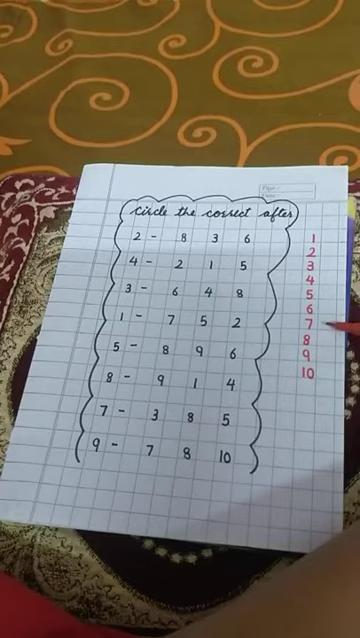 circle the correct after
2 - 8 3 6
4 - 2 1 5
3 - 6 4 8
1 - 7 5 2
5 - 8 9 6
8 - 9 1 4
7 - 3 8 5
9 - 7 8 10
1
2
3
4
5
6
7
8
9
10